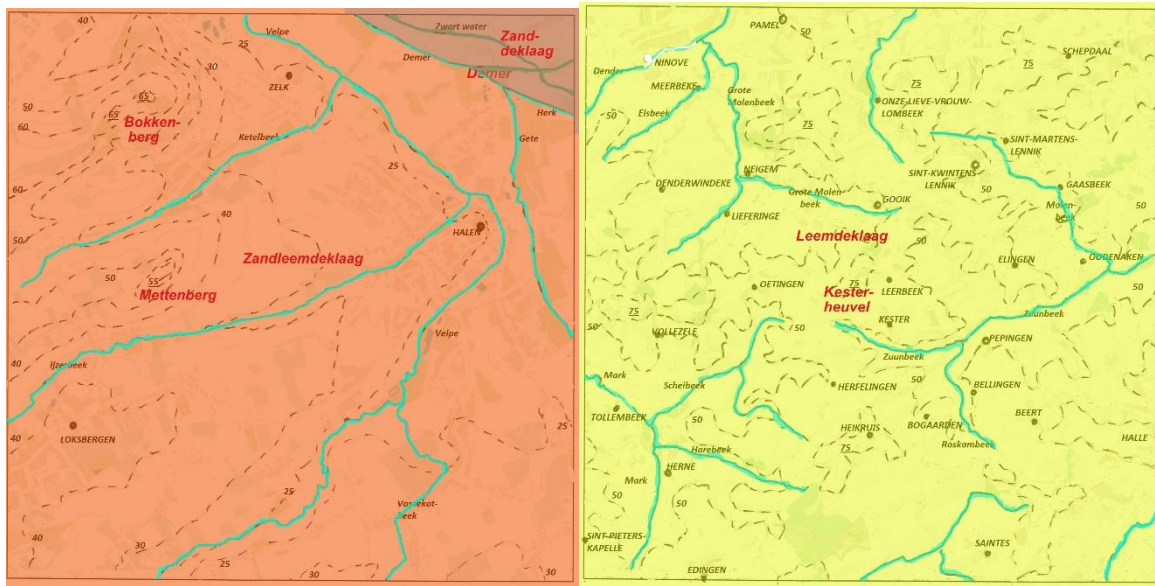 40
Velpe
25
30
Zwart water
Zand-
deklaag
Demer
Demer
ZELK
65
65
50
60
Bokken-
berg
Ketelbeek
Herk
Gete
25
60
40
HALEN
50
Zandleemdeklaag
50
55
Mettenberg
Velpe
40
IJzerbeek
40
LOKSBERGEN
25
25
Vossekot-
beek
40
30
25
30
PAMEL
50
SCHEPDAAL
75
NINOVE
Dender
MEERBEKE
Grote
Molenbeek
75
ONZE-LIEVE-VROUW-
LOMBEEK
Eisbeek
50
75
SINT-MARTENS-
LENNIK
NEIGEM
SINT-KWINTENS
LENNIK
50
GAASBEEK
DENDERWINDEKE
Grote Molen-
beek
GOOIK
Molen-
beek
50
LIEFERINGE
Leemdeklaag
50
ELINGEN
OUDENAKEN
OETINGEN
75
LEERBEEK
Kester-
heuvel
50
75
50
VOLLEZELE
50
KESTER
Zuunbeek
PEPINGEN
Zuunbeek
Mark
Scheibeek
50
HERFELINGEN
BELLINGEN
TOLLEMBEEK
50
BOGAARDEN
BEERT
HEIKRUIS
75
Roskambeek
HALLE
Harebeek
HERNE
Mark
50
50
50
SINT-PIETERS-
KAPELLE
SAINTES
50
EDINGEN